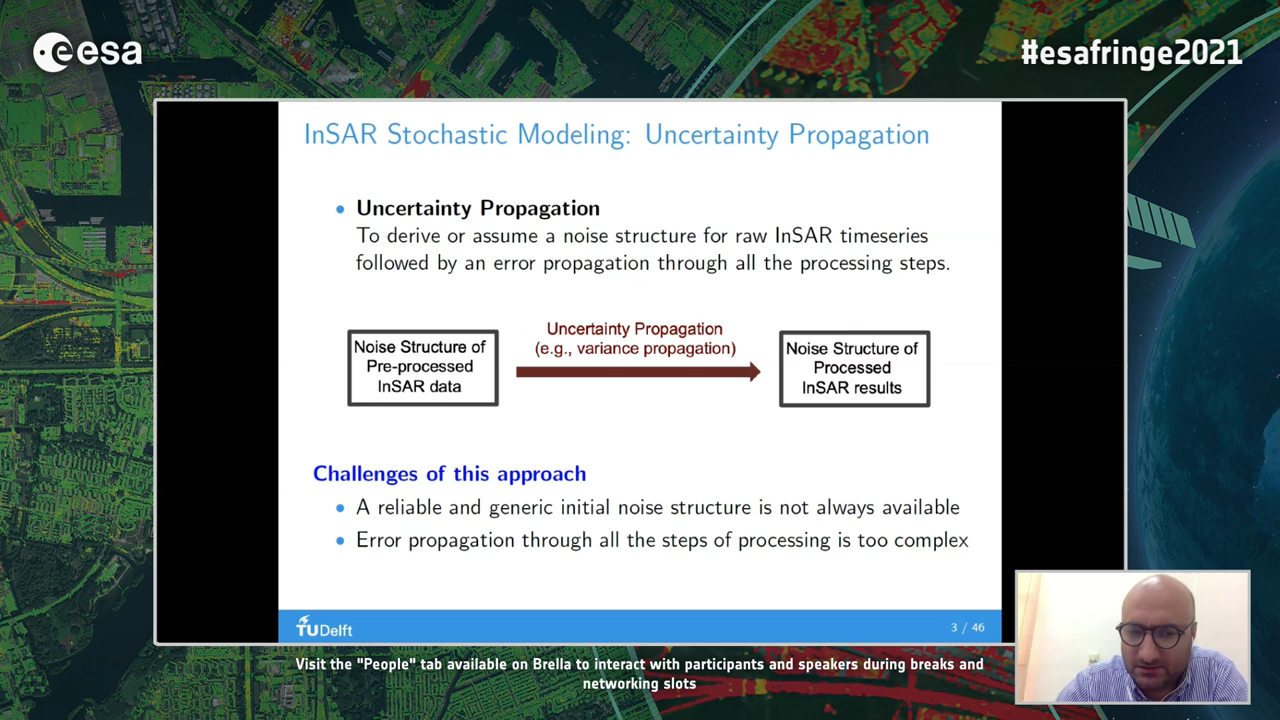 esa
#esafringe2021
InSAR Stochastic Modeling: Uncertainty Propagation
• Uncertainty Propagation
To derive or assume a noise structure for raw InSAR timeseries
followed by an error propagation through all the processing steps.
Uncertainty Propagation
(e.g., variance propagation)
Noise Structure of
Pre-processed
InSAR data
Noise Structure of
Processed
InSAR results
Challenges of this approach
• A reliable and generic initial noise structure is not always available
• Error propagation through all the steps of processing is too complex
TUDelft
3 / 46
Visit the "People" tab available on Brella to interact with participants and speakers during breaks and
networking slots